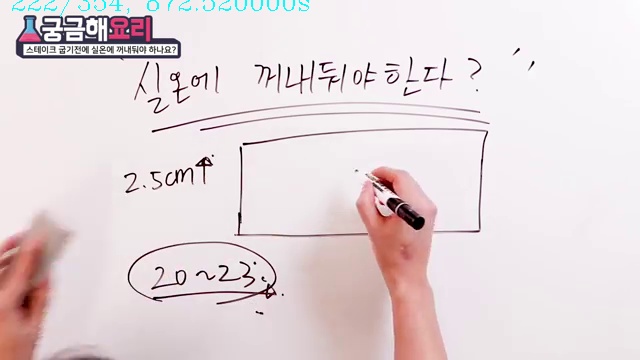 222/354, 872.520000s
궁금해요리
스테이크 굽기전에 실온에 꺼내둬야 하나요?
실온에 꺼내둬야한다?
2.5cm↑
20~23